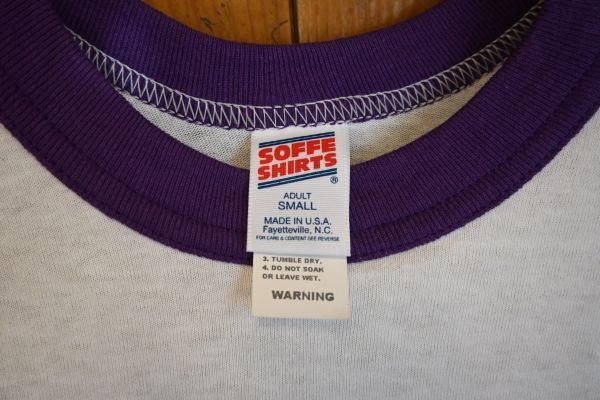 SOFFE
SHIRTS®
ADULT
SMALL
MADE IN U.S.A.
Fayetteville, N.C.
FOR CARE & CONTENT SEE REVERSE
3. TUMBLE DRY.
4. DO NOT SOAK
OR LEAVE WET.
WARNING